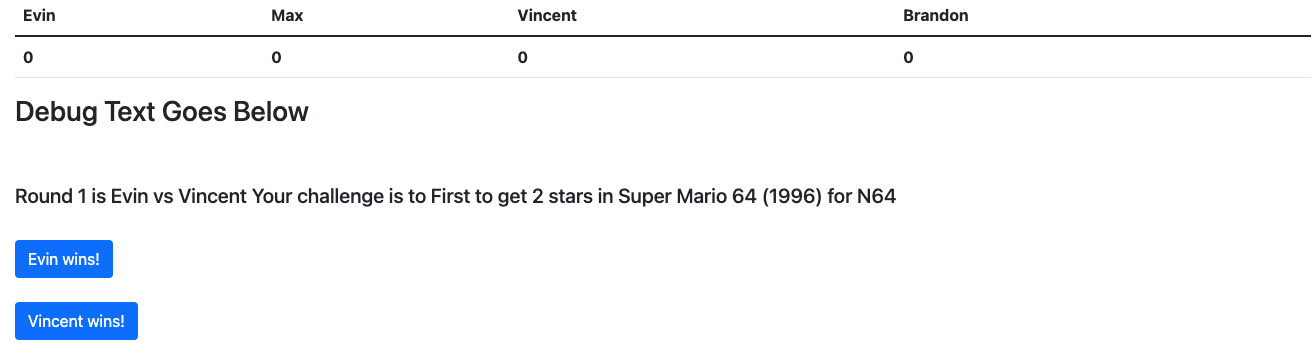 Evin Max Vincent Brandon
0 0 0 0
Debug Text Goes Below
Round 1 is Evin vs Vincent Your challenge is to First to get 2 stars in Super Mario 64 (1996) for N64
Evin wins!
Vincent wins!